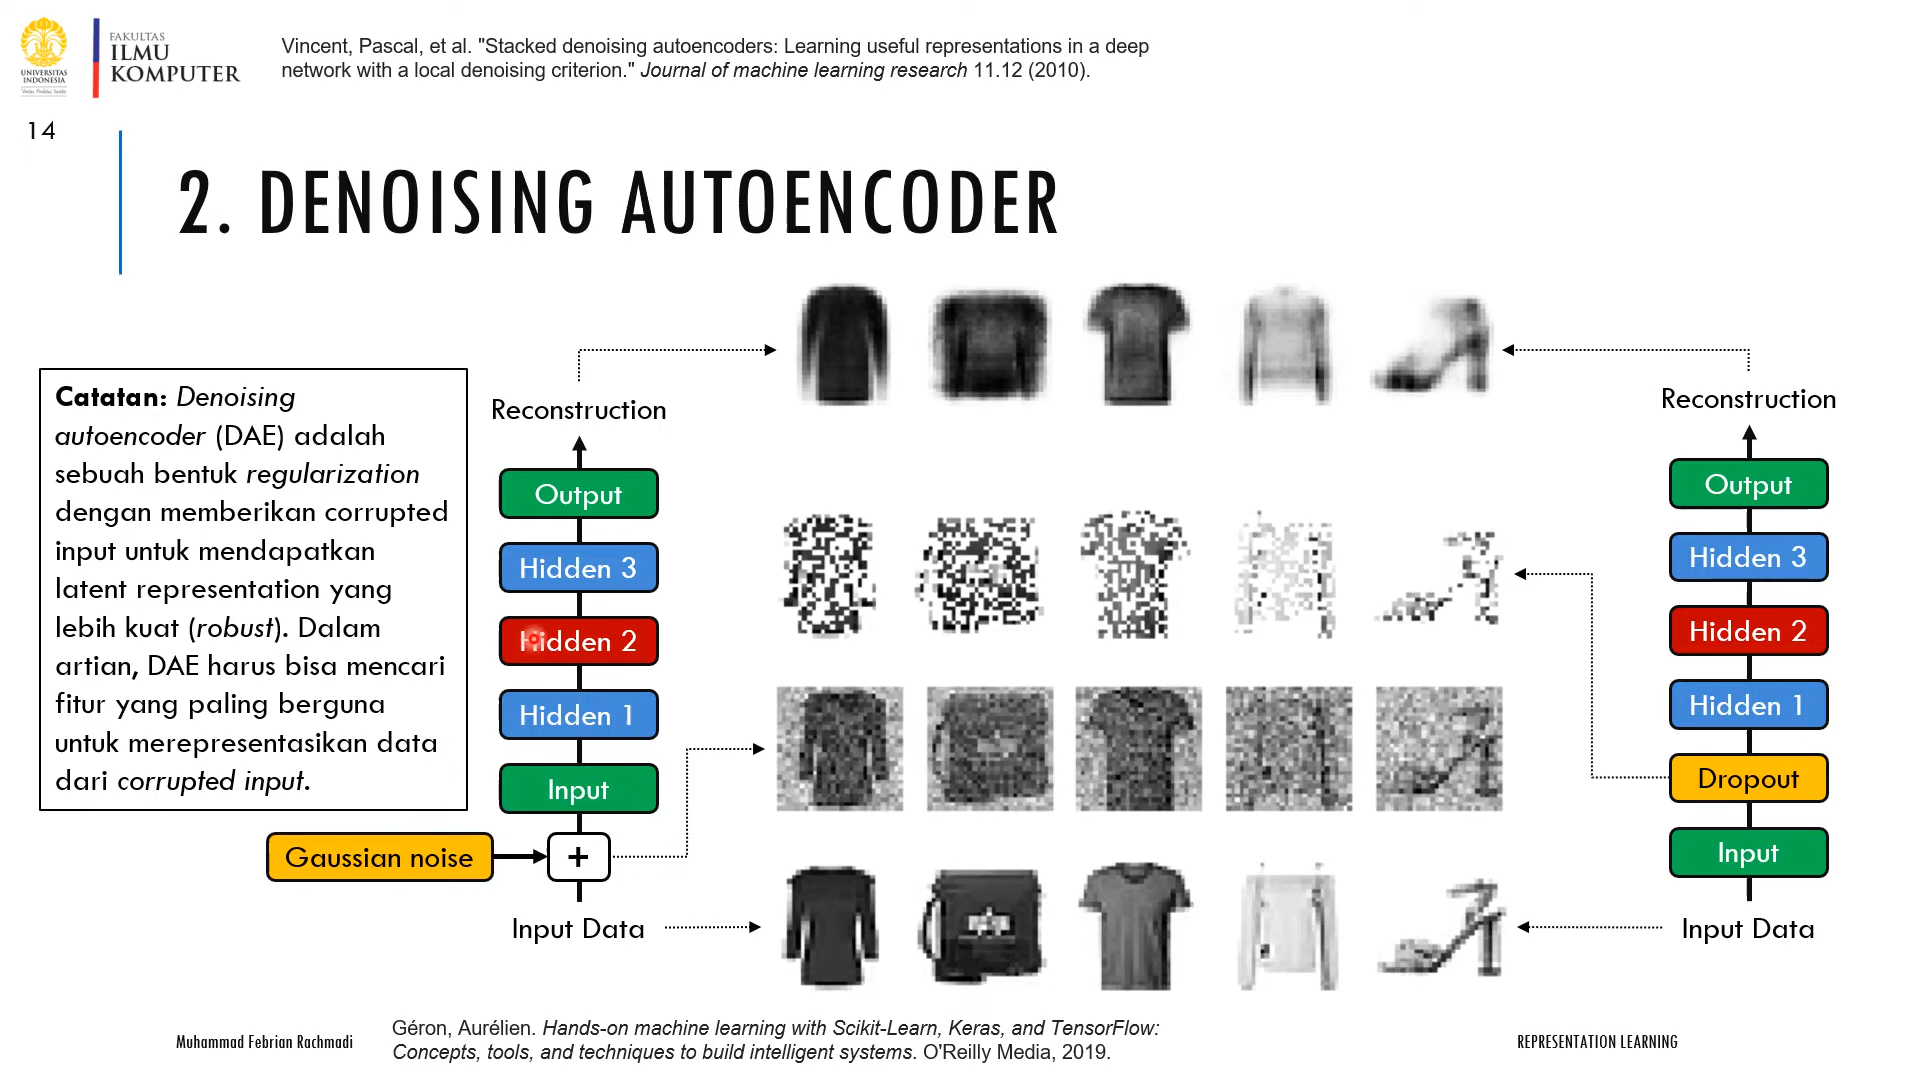 UNIVERSITAS
INDONESIA
FAKULTAS
ILMU
KOMPUTER
Vincent, Pascal, et al. "Stacked denoising autoencoders: Learning useful representations in a deep
network with a local denoising criterion." Journal of machine learning research 11.12 (2010).
14
2. DENOISING AUTOENCODER
Catatan: Denoising
autoencoder (DAE) adalah
sebuah bentuk regularization
dengan memberikan corrupted
input untuk mendapatkan
latent representation yang
lebih kuat (robust). Dalam
artian, DAE harus bisa mencari
fitur yang paling berguna
untuk merepresentasikan data
dari corrupted input.
Reconstruction
Output
Hidden 3
Hidden 2
Hidden 1
Input
Gaussian noise
+
Input Data
Reconstruction
Output
Hidden 3
Hidden 2
Hidden 1
Dropout
Input
Input Data
Muhammad Febrian Rachmadi
Géron, Aurélien. Hands-on machine learning with Scikit-Learn, Keras, and TensorFlow:
Concepts, tools, and techniques to build intelligent systems. O'Reilly Media, 2019.
REPRESENTATION LEARNING